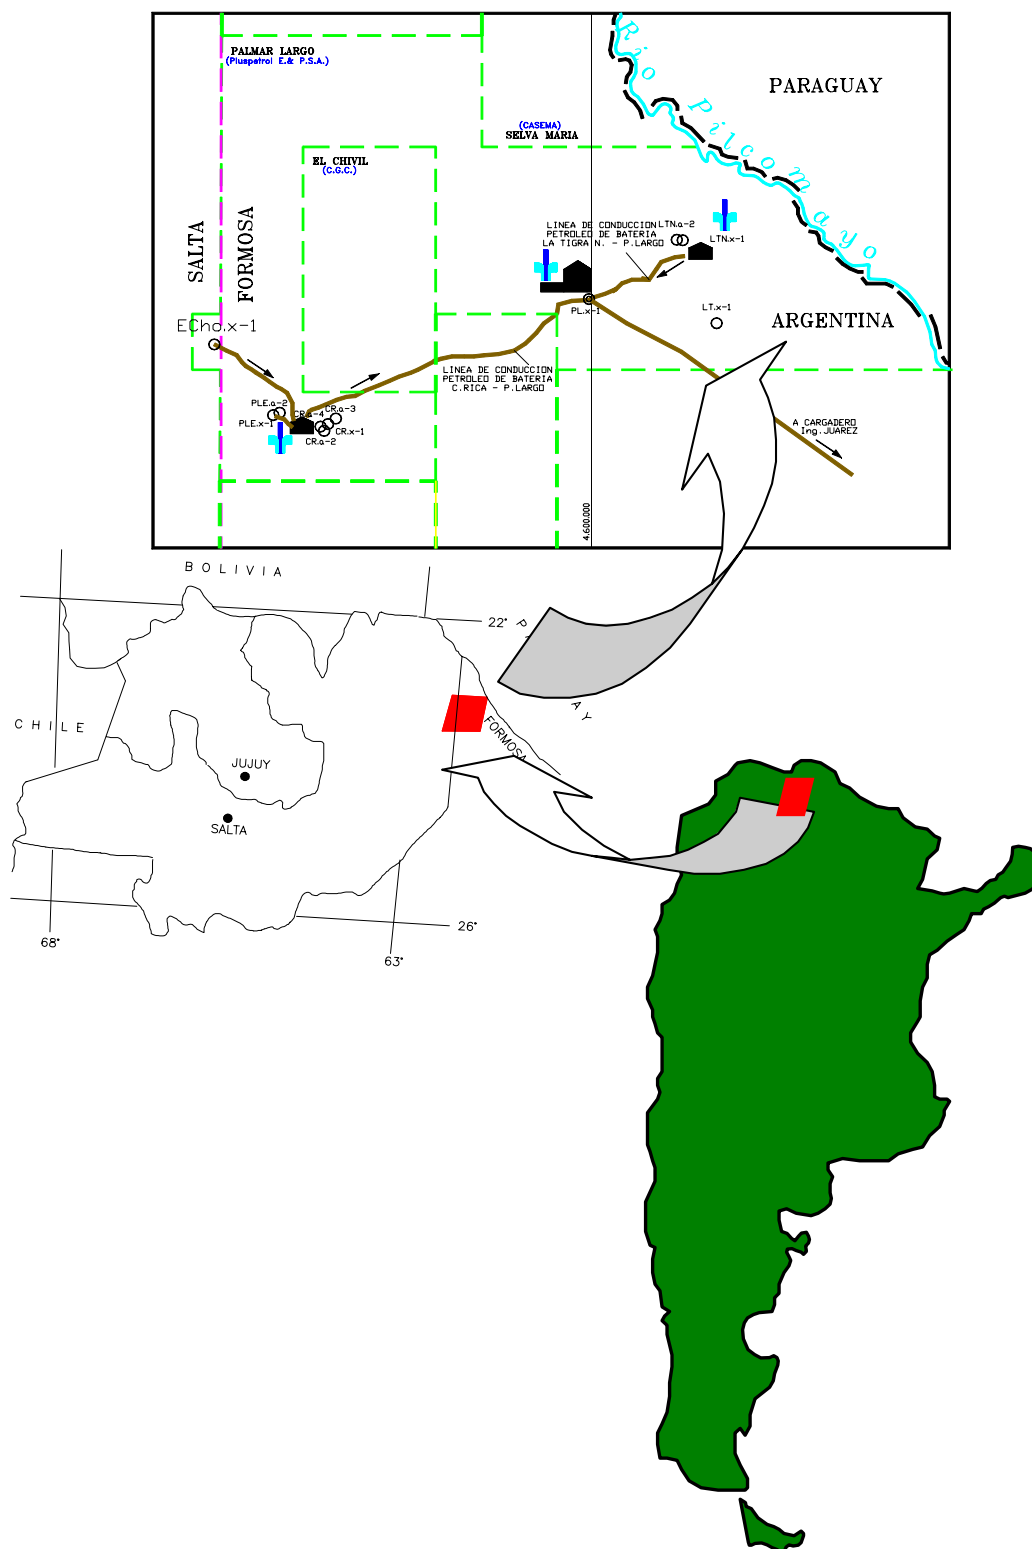 PALMAR LARGO
(Pluspetrol E.& P.S.A.)
Rio Pilcomayo
PARAGUAY
(CASEMA)
SELVA MARIA
EL CHIVIL
(C.G.C.)
SALTA
FORMOSA
LINEA DE CONDUCCION
PETROLEO DE BATERIA
LA TIGRA N. - P.LARGO
LTN.a-2
LTN.x-1
PL.x-1
LT.x-1
ARGENTINA
ECho.x-1
LINEA DE CONDUCCION
PETROLEO DE BATERIA
C.RICA - P.LARGO
PLE.a-2
PLE.x-1
CR.a-4
CR.a-3
CR.x-1
CR.a-2
A CARGADERO
Ing.JUAREZ
4.600.000
BOLIVIA
22°
P
AY
CHILE
FORMOSA
JUJUY
SALTA
26°
68°
63°